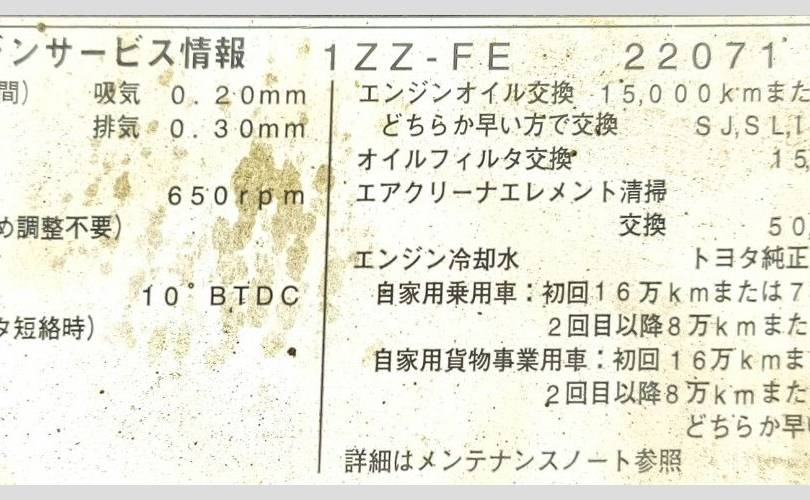 ンサービス情報 1ZZ-FE 22071
間) 吸気 0.20mm
排気 0.30mm
650rpm
め調整不要)
10°BTDC
タ短絡時)
エンジンオイル交換 15,000kmまた
どちらか早い方で交換 SJ,SL,
オイルフィルタ交換 15
エアクリーナエレメント清掃
交換 50,
エンジン冷却水 トヨタ純正
自家用乗用車:初回16万kmまたは7
2回目以降8万kmまた
自家用貨物事業用車:初回16万kmま
2回目以降8万kmまた
どちらか早い
詳細はメンテナンスノート参照